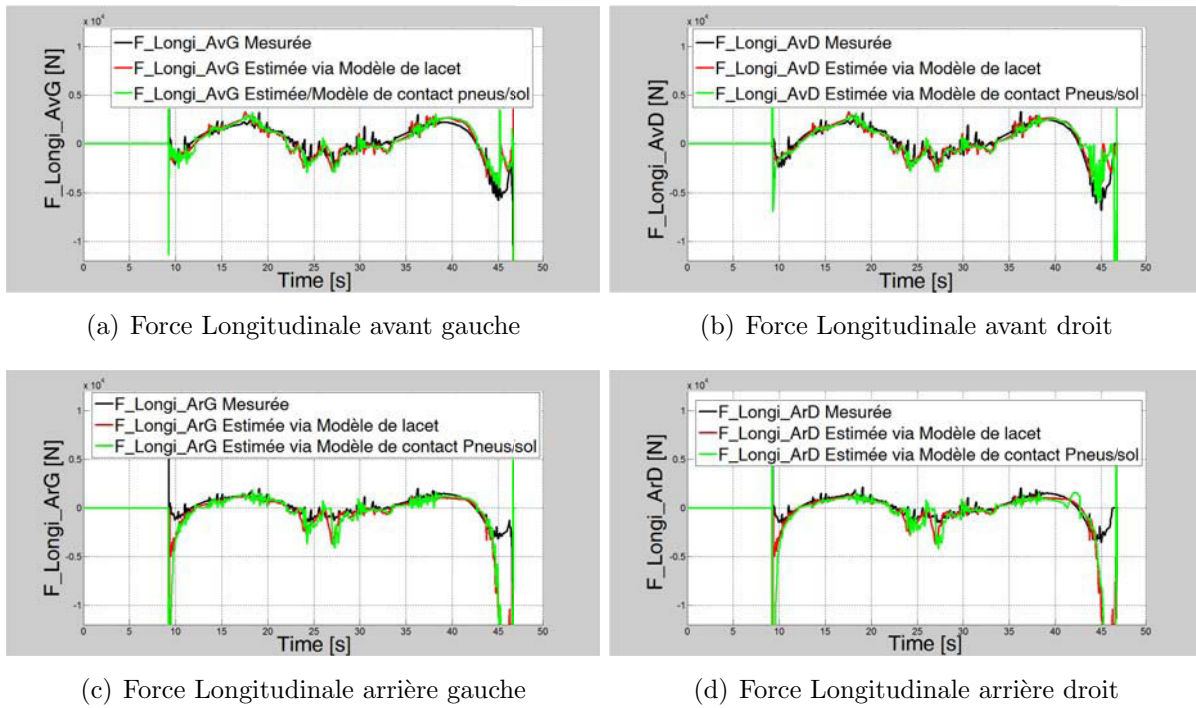 x 10⁴
F_Longi_AvG [N]
1
0.5
0
-0.5
-1
F_Longi_AvG Mesurée
F_Longi_AvG Estimée via Modèle de lacet
F_Longi_AvG Estimée/Modèle de contact pneus/sol
0 5 10 15 20 25 30 35 40 45 50
Time [s]
(a) Force Longitudinale avant gauche
x 10⁴
F_Longi_AvD [N]
1
0.5
0
-0.5
-1
F_Longi_AvD Mesurée
F_Longi_AvD Estimée via Modèle de lacet
F_Longi_AvD Estimée via Modèle de contact Pneus/sol
0 5 10 15 20 25 30 35 40 45 50
Time [s]
(b) Force Longitudinale avant droit
x 10⁴
F_Longi_ArG [N]
1
0.5
0
-0.5
-1
F_Longi_ArG Mesurée
F_Longi_ArG Estimée via Modèle de lacet
F_Longi_ArG Estimée via Modèle de contact Pneus/sol
0 5 10 15 20 25 30 35 40 45 50
Time [s]
(c) Force Longitudinale arrière gauche
x 10⁴
F_Longi_ArD [N]
1
0.5
0
-0.5
-1
F_Longi_ArD Mesurée
F_Longi_ArD Estimée via Modèle de lacet
F_Longi_ArD Estimée via Modèle de contact Pneus/sol
0 5 10 15 20 25 30 35 40 45 50
Time [s]
(d) Force Longitudinale arrière droit